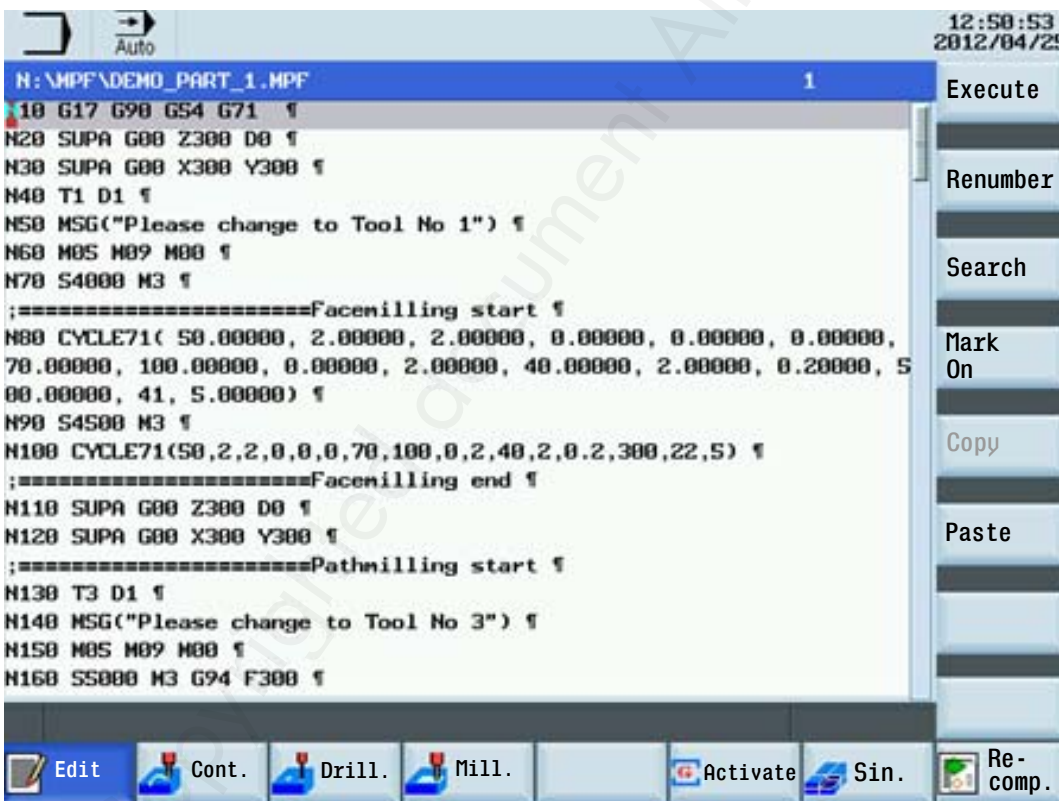 Auto
12:50:53
2012/04/25
N:\MPF\DEMO_PART_1.MPF 1
N10 G17 G90 G54 G71 ¶
N20 SUPA G00 Z300 D0 ¶
N30 SUPA G00 X300 Y300 ¶
N40 T1 D1 ¶
N50 MSG("Please change to Tool No 1") ¶
N60 M05 M09 M00 ¶
N70 S4000 M3 ¶
;======================Facemilling start ¶
N80 CYCLE71( 50.00000, 2.00000, 2.00000, 0.00000, 0.00000, 0.00000,
70.00000, 100.00000, 0.00000, 2.00000, 40.00000, 2.00000, 0.20000, 5
00.00000, 41, 5.00000) ¶
N90 S4500 M3 ¶
N100 CYCLE71(50,2,2,0,0,0,70,100,0,2,40,2,0.2,300,22,5) ¶
;======================Facemilling end ¶
N110 SUPA G00 Z300 D0 ¶
N120 SUPA G00 X300 Y300 ¶
;======================Pathmilling start ¶
N130 T3 D1 ¶
N140 MSG("Please change to Tool No 3") ¶
N150 M05 M09 M00 ¶
N160 S5000 M3 G94 F300 ¶
Execute
Renumber
Search
Mark
On
Copy
Paste
Edit
Cont.
Drill.
Mill.
Activate
Sin.
Re-
comp.